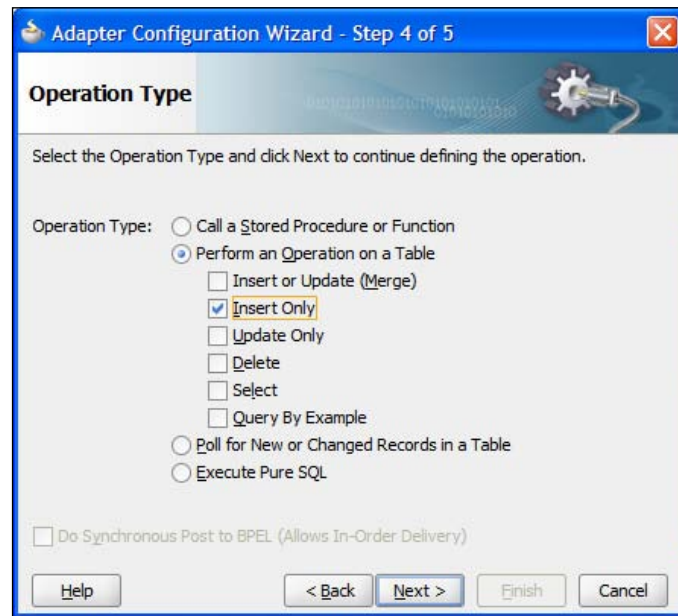 Adapter Configuration Wizard - Step 4 of 5
Operation Type
Select the Operation Type and click Next to continue defining the operation.
Operation Type: Call a Stored Procedure or Function
Perform an Operation on a Table
Insert or Update (Merge)
Insert Only
Update Only
Delete
Select
Query By Example
Poll for New or Changed Records in a Table
Execute Pure SQL
Do Synchronous Post to BPEL (Allows In-Order Delivery)
Help < Back Next > Finish Cancel